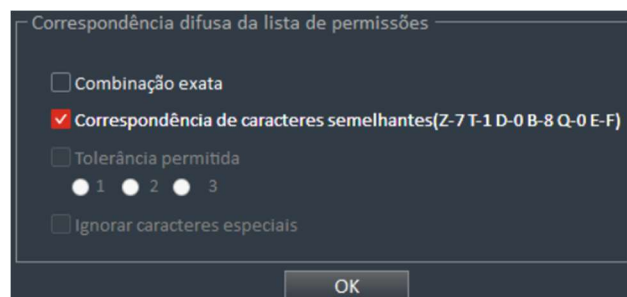 Correspondência difusa da lista de permissões
Combinação exata
Correspondência de caracteres semelhantes(Z-7 T-1 D-0 B-8 Q-0 E-F)
Tolerância permitida
1 2 3
Ignorar caracteres especiais
OK